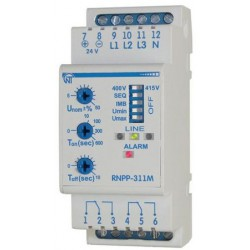 7 8 9 10 11 12
24 V L1 L2 L3 N
400V 415V
SEQ
IMB
Umin
Umax
OFF
Unom ±%
Ton(sec)
LINE
ALARM
RNPP-311M
Toff(sec)
1 2 3 4 5 6